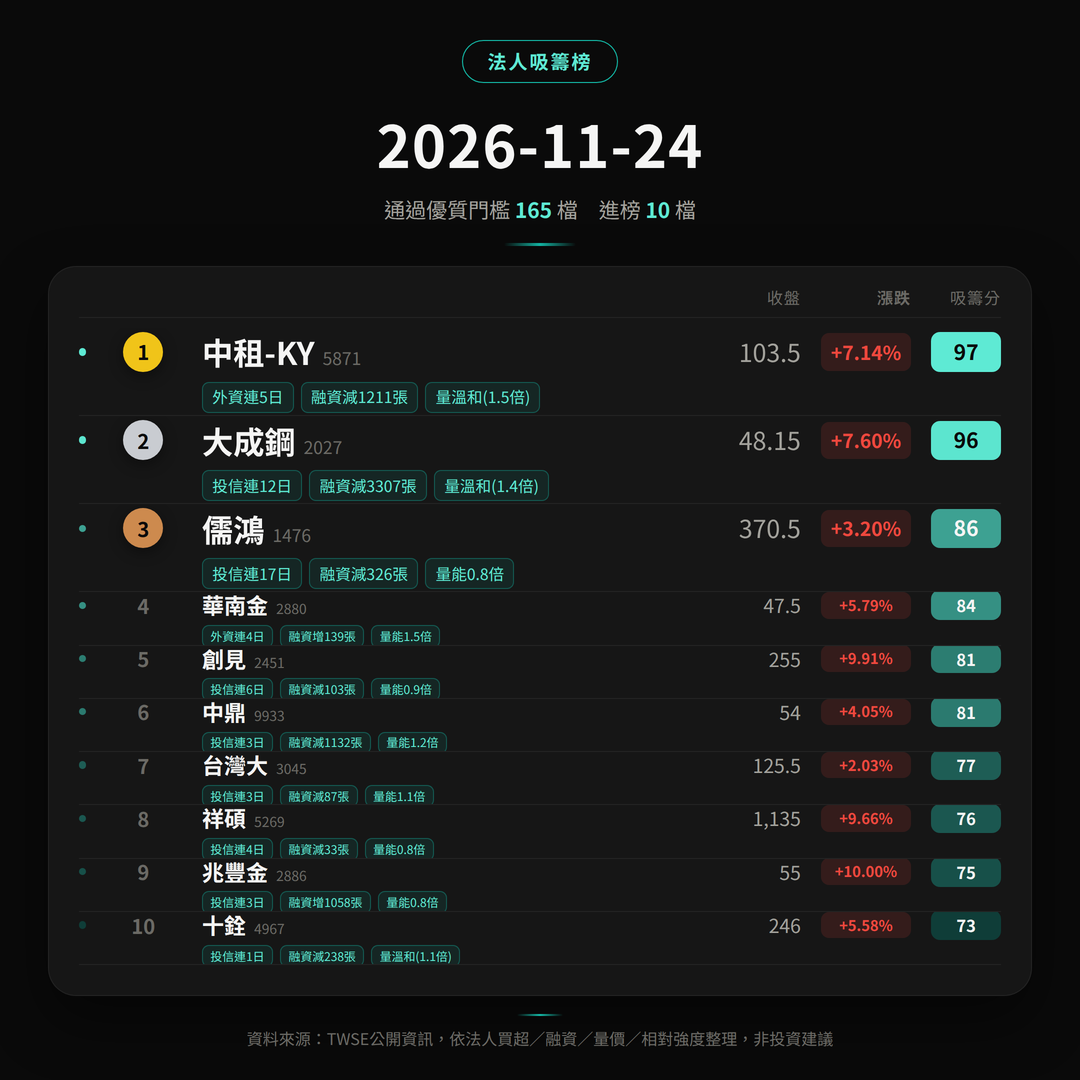 法人吸籌榜
2026-11-24
通過優質門檻 165 檔 進榜 10 檔
收盤 漲跌 吸籌分
1 中租-KY 5871 103.5 +7.14% 97
外資連5日 融資減1211張 量溫和(1.5倍)
2 大成鋼 2027 48.15 +7.60% 96
投信連12日 融資減3307張 量溫和(1.4倍)
3 儒鴻 1476 370.5 +3.20% 86
投信連17日 融資減326張 量能0.8倍
4 華南金 2880 47.5 +5.79% 84
外資連4日 融資增139張 量能1.5倍
5 創見 2451 255 +9.91% 81
投信連6日 融資減103張 量能0.9倍
6 中鼎 9933 54 +4.05% 81
投信連3日 融資減1132張 量能1.2倍
7 台灣大 3045 125.5 +2.03% 77
投信連3日 融資減87張 量能1.1倍
8 祥碩 5269 1,135 +9.66% 76
投信連4日 融資減33張 量能0.8倍
9 兆豐金 2886 55 +10.00% 75
投信連3日 融資增1058張 量能0.8倍
10 十銓 4967 246 +5.58% 73
投信連1日 融資減238張 量溫和(1.1倍)
資料來源：TWSE公開資訊，依法人買超／融資／量價／相對強度整理，非投資建議